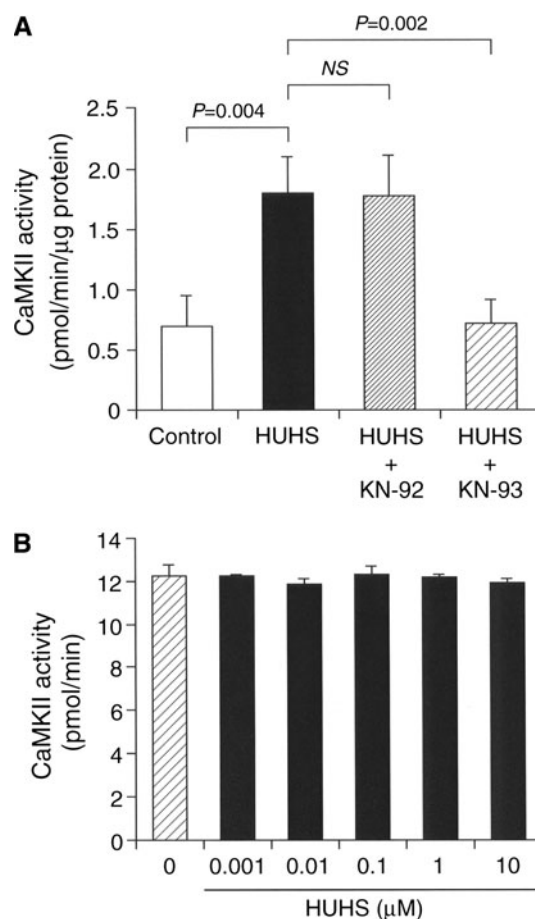 A
P=0.002
NS
P=0.004
CaMKII activity
(pmol/min/μg protein)
2.5
2.0
1.5
1.0
0.5
0
Control HUHS HUHS HUHS
+ +
KN-92 KN-93
B
CaMKII activity
(pmol/min)
14
12
10
8
6
4
2
0
0 0.001 0.01 0.1 1 10
HUHS (μM)